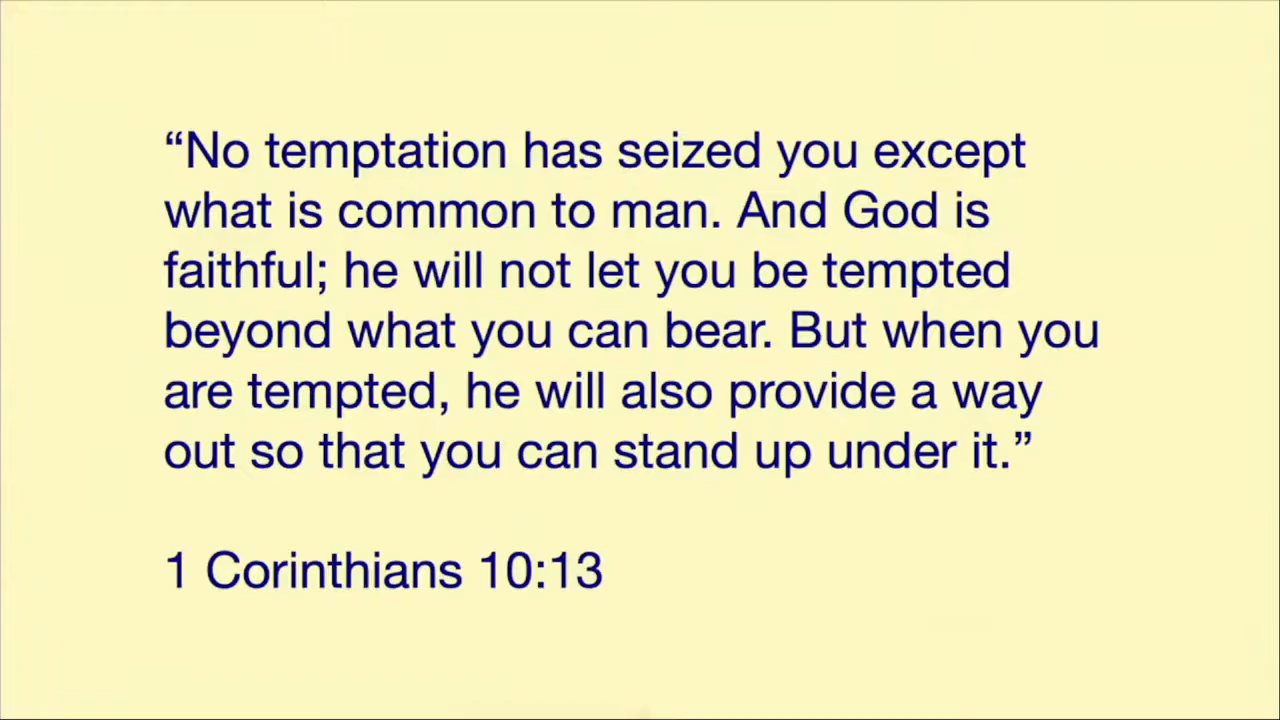 “No temptation has seized you except
what is common to man. And God is
faithful; he will not let you be tempted
beyond what you can bear. But when you
are tempted, he will also provide a way
out so that you can stand up under it.”
1 Corinthians 10:13